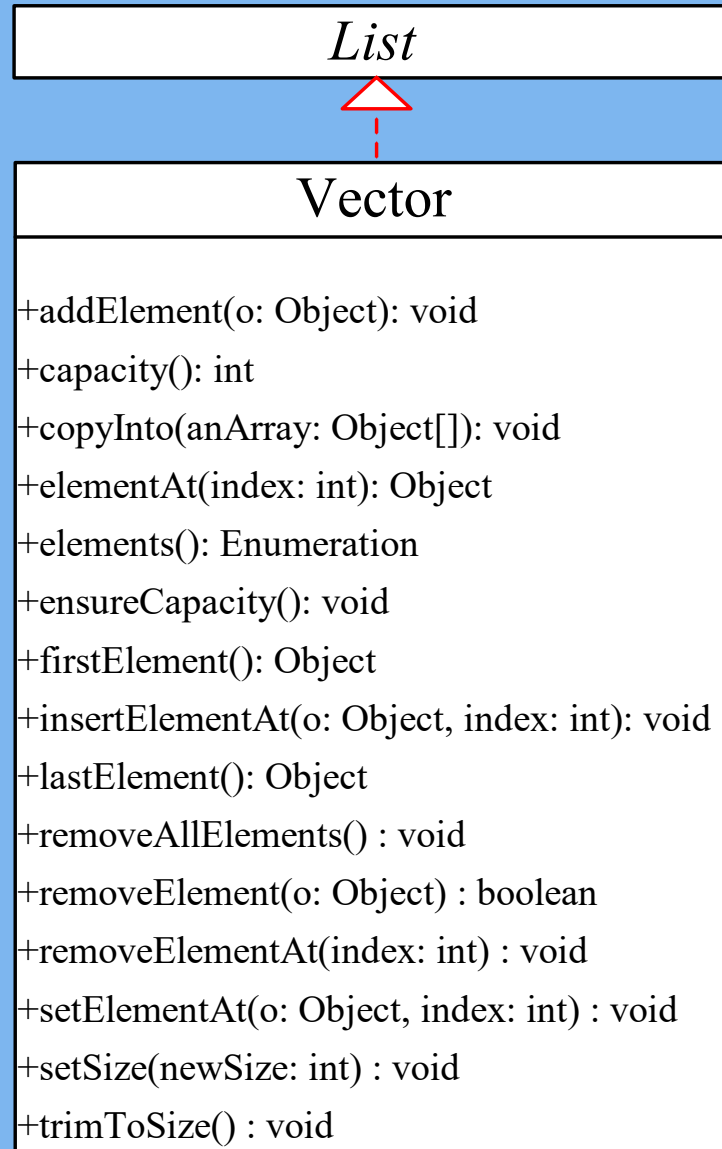 List
Vector
+addElement(o: Object): void
+capacity(): int
+copyInto(anArray: Object[]): void
+elementAt(index: int): Object
+elements(): Enumeration
+ensureCapacity(): void
+firstElement(): Object
+insertElementAt(o: Object, index: int): void
+lastElement(): Object
+removeAllElements() : void
+removeElement(o: Object) : boolean
+removeElementAt(index: int) : void
+setElementAt(o: Object, index: int) : void
+setSize(newSize: int) : void
+trimToSize() : void